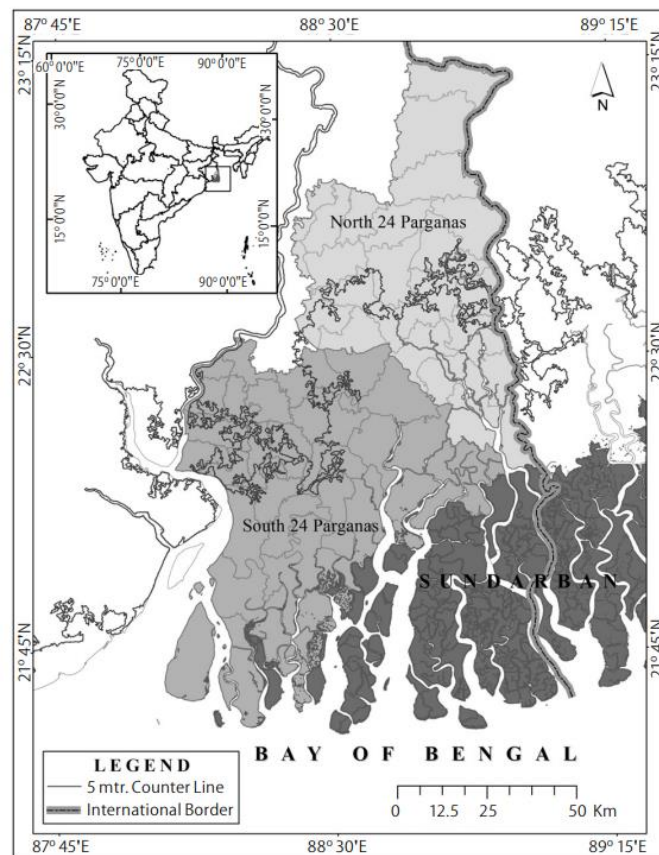 87° 45'E 88° 30'E 89° 15'E
23° 15'N
23° 15'N
60° 0'0"E 75° 0'0"E 90° 0'0"E
30° 0'0"N
30° 0'0"N
15° 0'0"N
15° 0'0"N
75° 0'0"E 90° 0'0"E
N
North 24 Parganas
22° 30'N
22° 30'N
South 24 Parganas
SUNDARBAN
21° 45'N
21° 45'N
BAY OF BENGAL
LEGEND
5 mtr. Counter Line
International Border
0 12.5 25 50 Km
87° 45'E 88° 30'E 89° 15'E